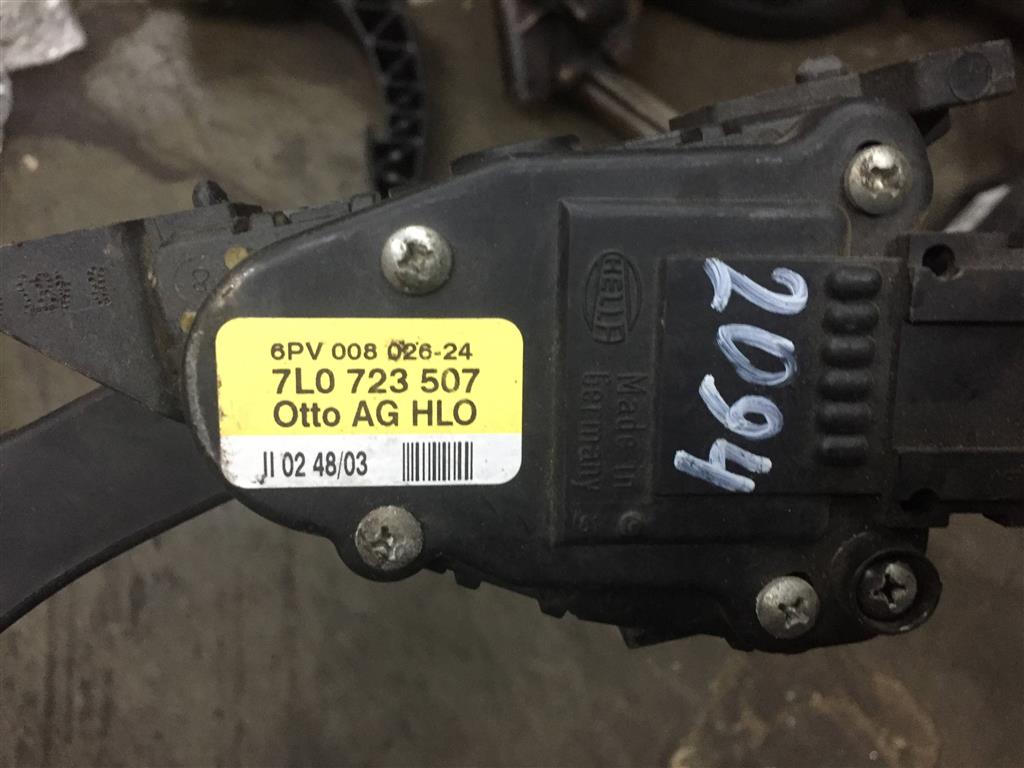 6PV 008 026-24
7L0 723 507
Otto AG HLO
II 02 48/03
HELLA
Made in
Germany
2094